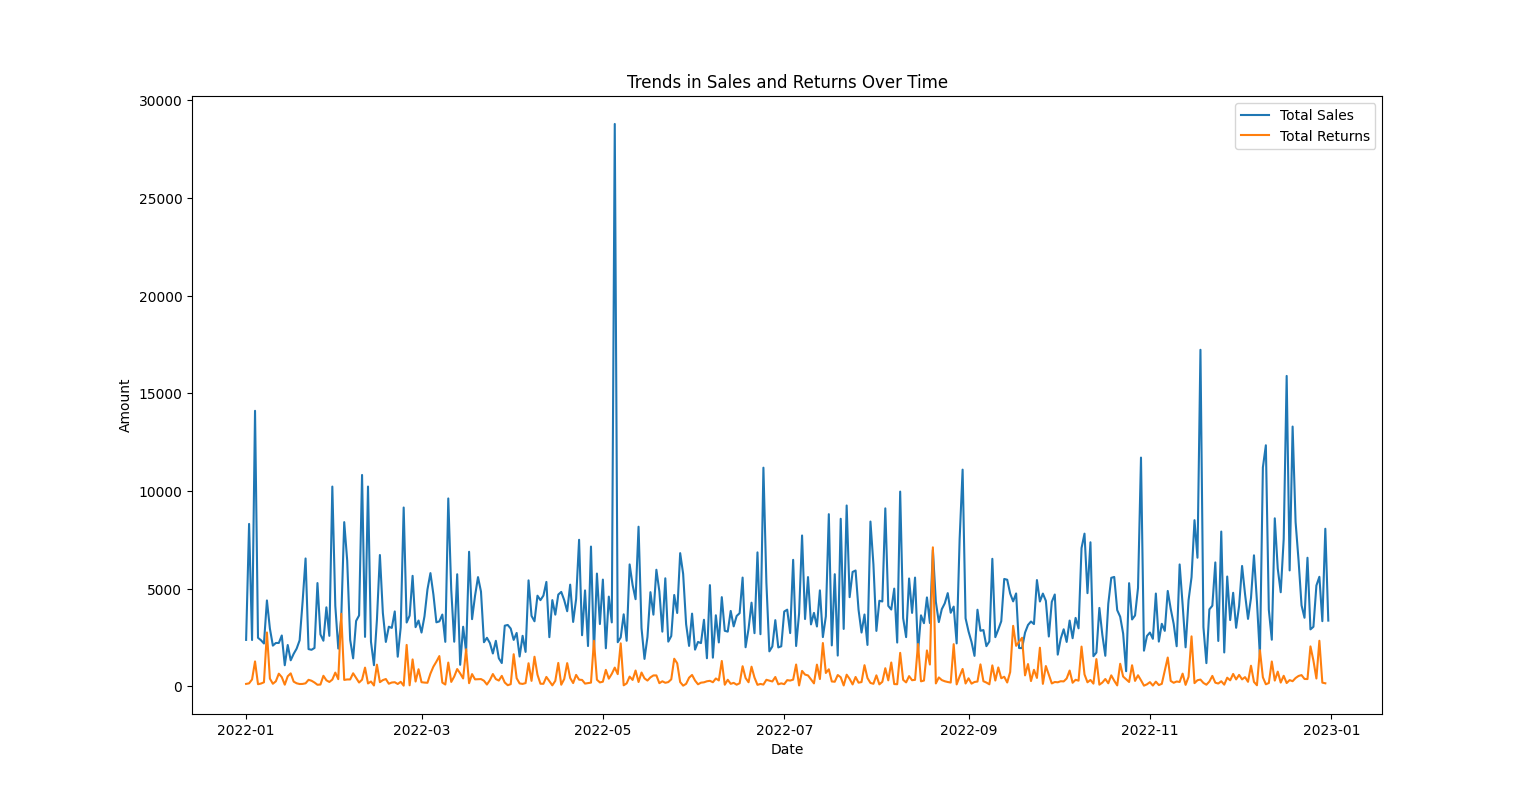 Trends in Sales and Returns Over Time
Total Sales
Total Returns
30000
25000
20000
15000
10000
5000
0
Amount
2022-01
2022-03
2022-05
2022-07
2022-09
2022-11
2023-01
Date